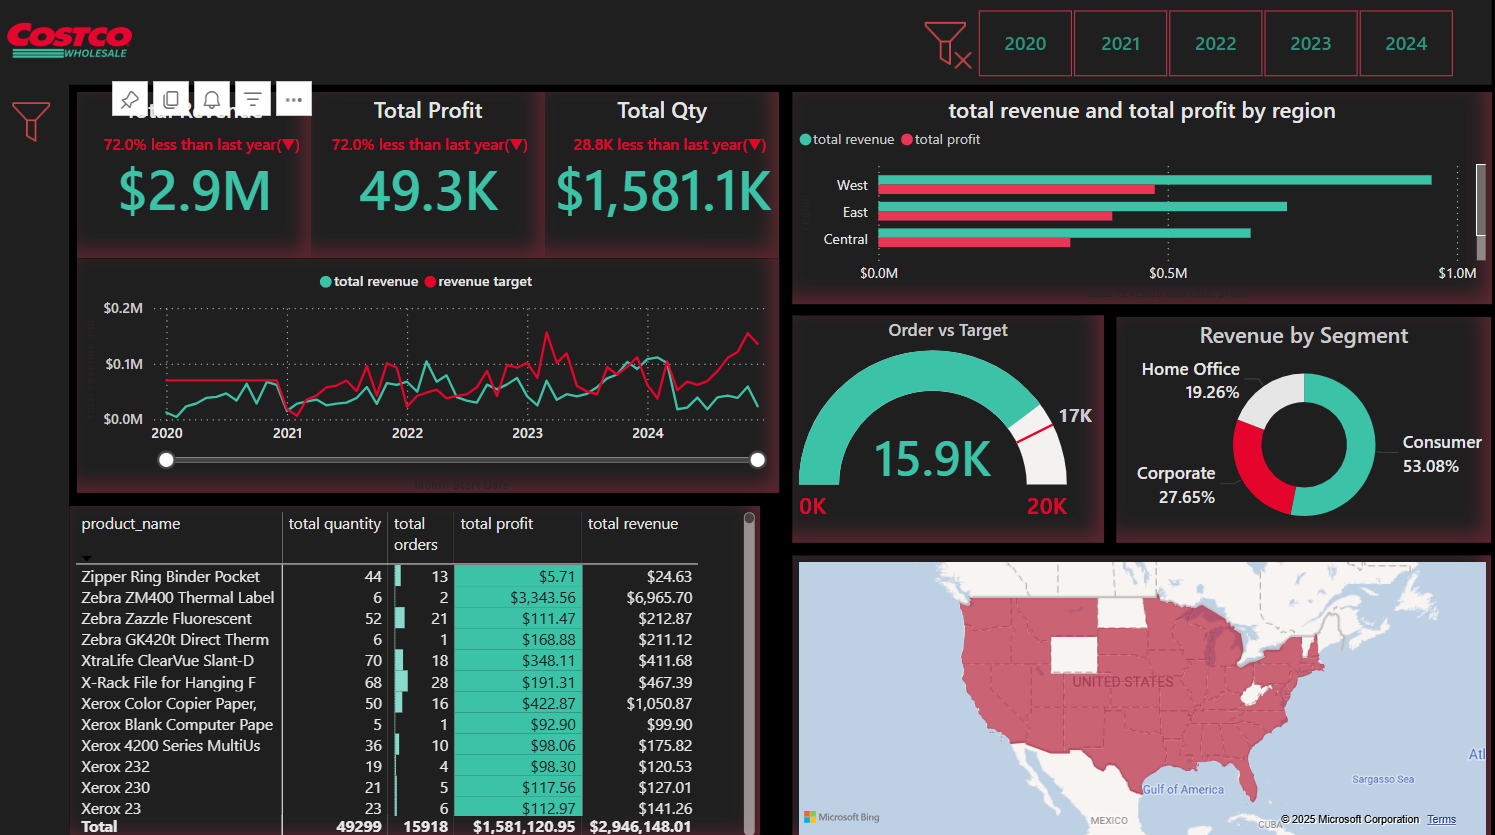 COSTCO
WHOLESALE
2020
2021
2022
2023
2024
Total Revenue
72.0% less than last year(▼)
$2.9M
Total Profit
72.0% less than last year(▼)
49.3K
Total Qty
28.8K less than last year(▼)
$1,581.1K
total revenue
revenue target
$0.2M
$0.1M
$0.0M
2020
2021
2022
2023
2024
Month Start Date
total revenue and total profit by region
total revenue
total profit
West
East
Central
$0.0M
$0.5M
$1.0M
Order vs Target
17K
15.9K
0K
20K
Revenue by Segment
Home Office
19.26%
Consumer
53.08%
Corporate
27.65%
product_name total quantity total orders total profit total revenue
Zipper Ring Binder Pocket 44 13 $5.71 $24.63
Zebra ZM400 Thermal Label 6 2 $3,343.56 $6,965.70
Zebra Zazzle Fluorescent 52 21 $111.47 $212.87
Zebra GK420t Direct Therm 6 1 $168.88 $211.12
XtraLife ClearVue Slant-D 70 18 $348.11 $411.68
X-Rack File for Hanging F 68 28 $191.31 $467.39
Xerox Color Copier Paper, 50 16 $422.87 $1,050.87
Xerox Blank Computer Pape 5 1 $92.90 $99.90
Xerox 4200 Series MultiUs 36 10 $98.06 $175.82
Xerox 232 19 4 $98.30 $120.53
Xerox 230 21 5 $117.56 $127.01
Xerox 23 23 6 $112.97 $141.26
Total 49299 15918 $1,581,120.95 $2,946,148.01
UNITED STATES
Atl
Sargasso Sea
Gulf of America
MEXICO
CUBA
Microsoft Bing
© 2025 Microsoft Corporation Terms